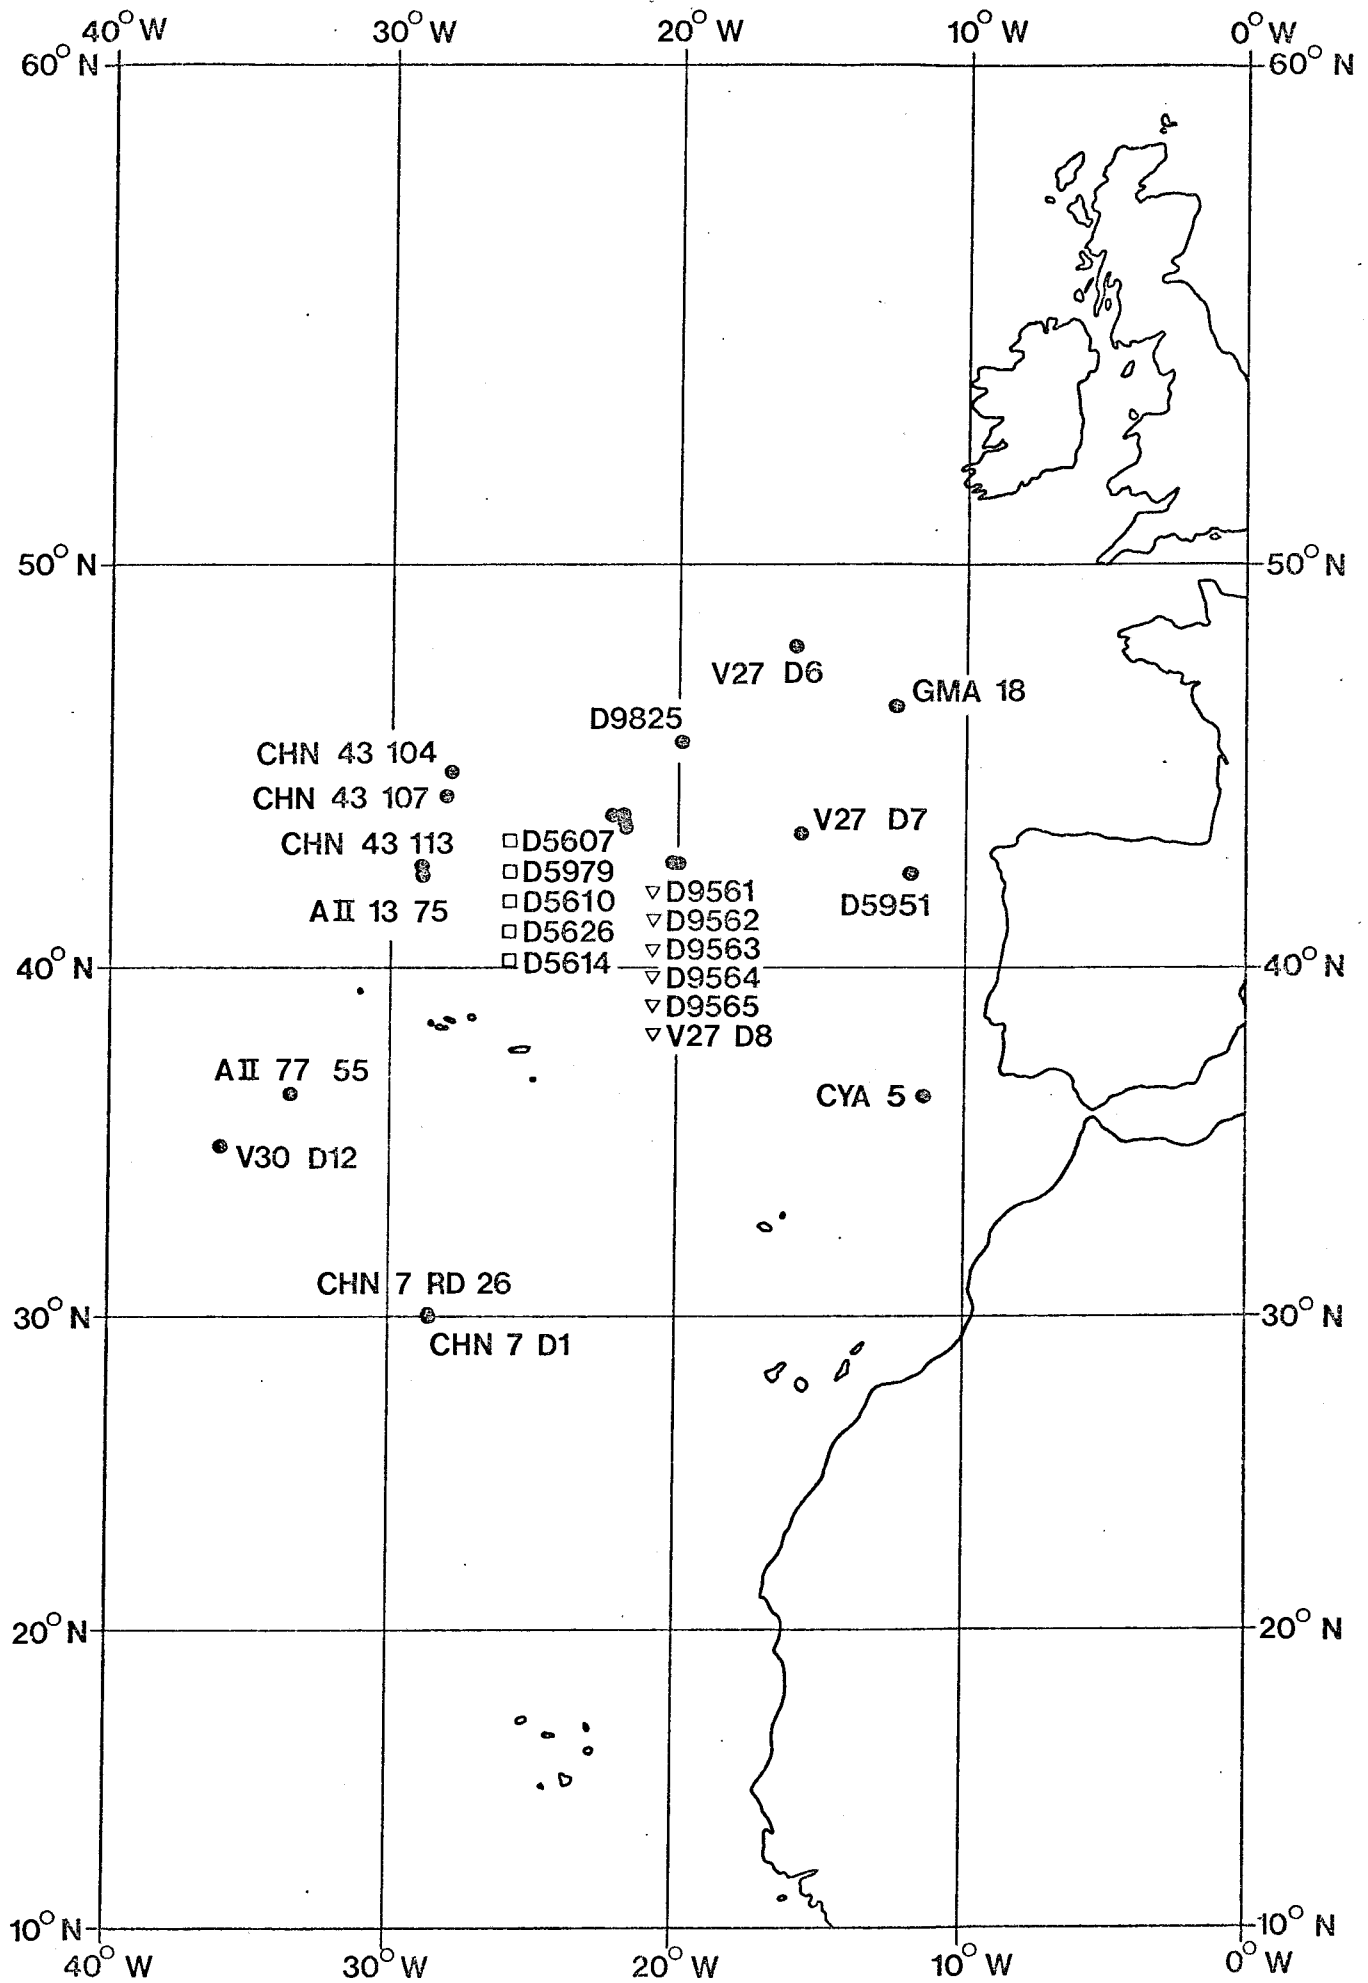 40° W 30° W 20° W 10° W 0° W
60° N 60° N
50° N 50° N
V27 D6
GMA 18
D9825
CHN 43 104
CHN 43 107
V27 D7
CHN 43 113
D5607
D5979
D9561
D5951
AII 13 75
D5610
D9562
D5626
D9563
40° N D5614 40° N
D9564
D9565
V27 D8
AII 77 55
CYA 5
V30 D12
CHN 7 RD 26
30° N 30° N
CHN 7 D1
20° N 20° N
10° N 10° N
40° W 30° W 20° W 10° W 0° W